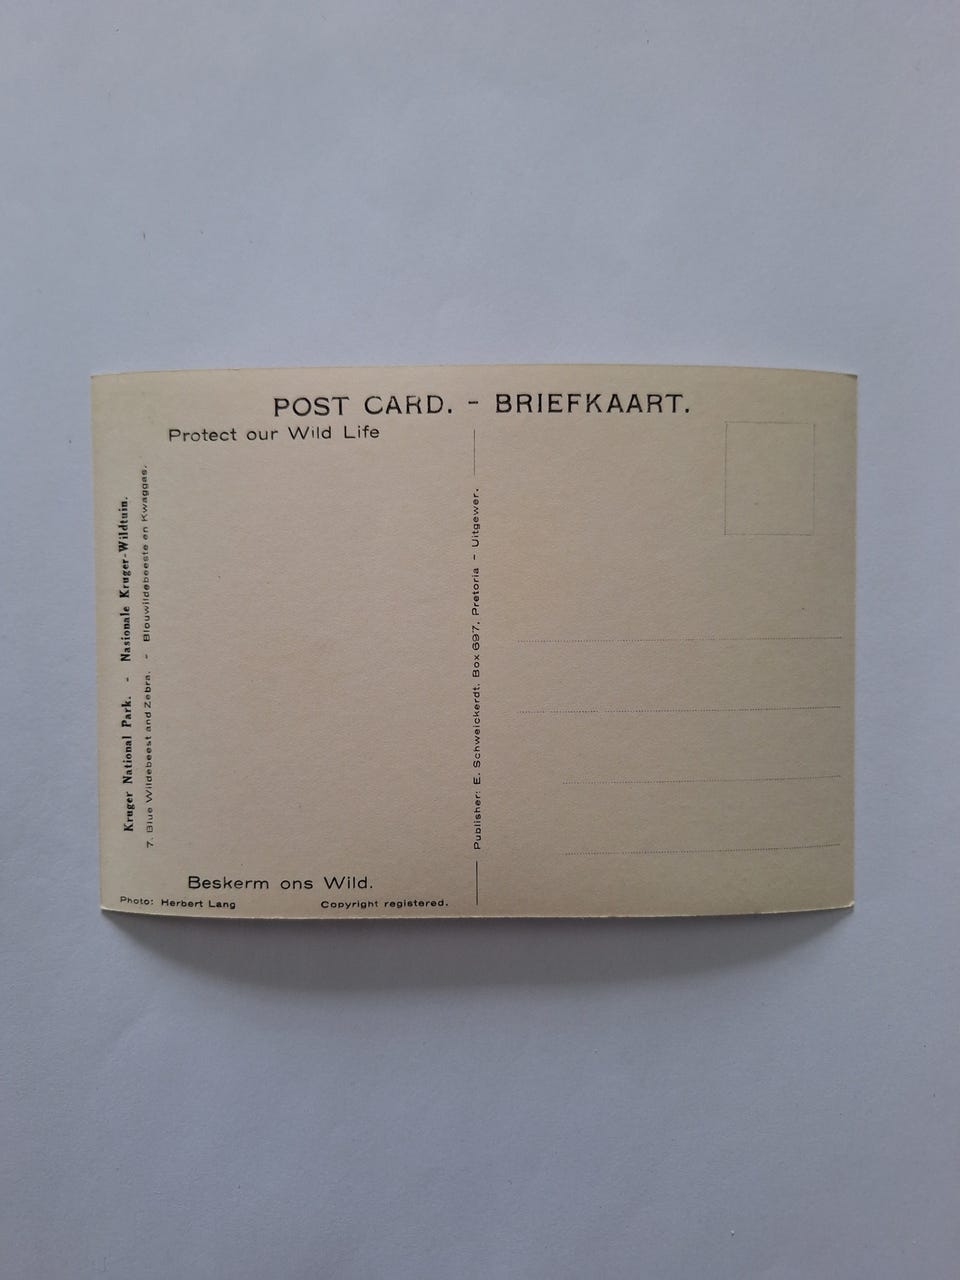 POST CARD. - BRIEFKAART.
Protect our Wild Life
Kruger National Park. - Nasionale Kruger-Wildtuin.
7. Blue Wildebeest and Zebra. - Blouwildebeeste en Kwaggas.
Publisher: E. Schweickerdt. Box 697, Pretoria - Uitgewer.
Beskerm ons Wild.
Photo: Herbert Lang Copyright registered.